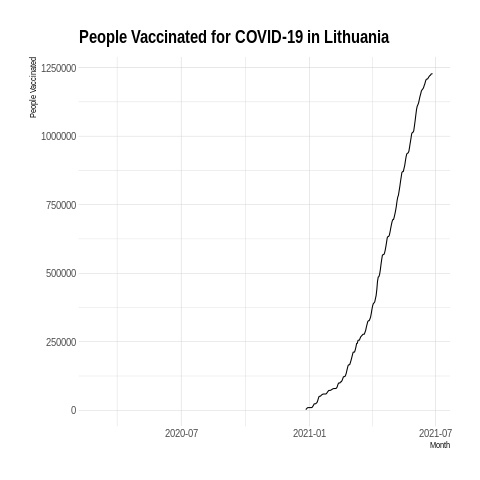 People Vaccinated for COVID-19 in Lithuania
People Vaccinated
1250000
1000000
750000
500000
250000
0
2020-07 2021-01 2021-07
Month